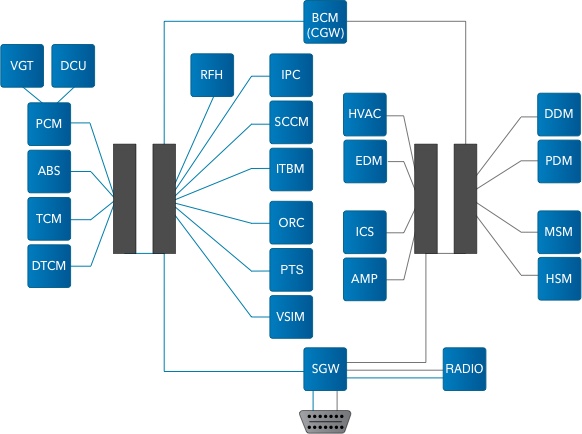 BCM
(CGW)
VGT
DCU
RFH
IPC
PCM
SCCM
HVAC
DDM
ABS
ITBM
EDM
PDM
TCM
ORC
ICS
MSM
DTCM
PTS
AMP
HSM
VSIM
SGW
RADIO